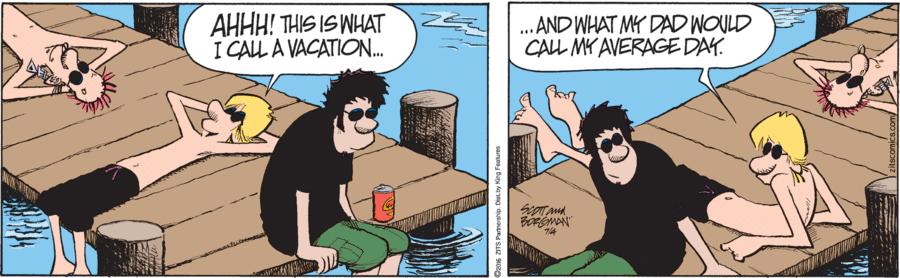 AHHH! THIS IS WHAT
I CALL A VACATION...
©2016 ZITS Partnership. Dist. by King Features
...AND WHAT MY DAD WOULD
CALL MY AVERAGE DAY.
SCOTT and
BORGMAN
7/4
zitscomics.com